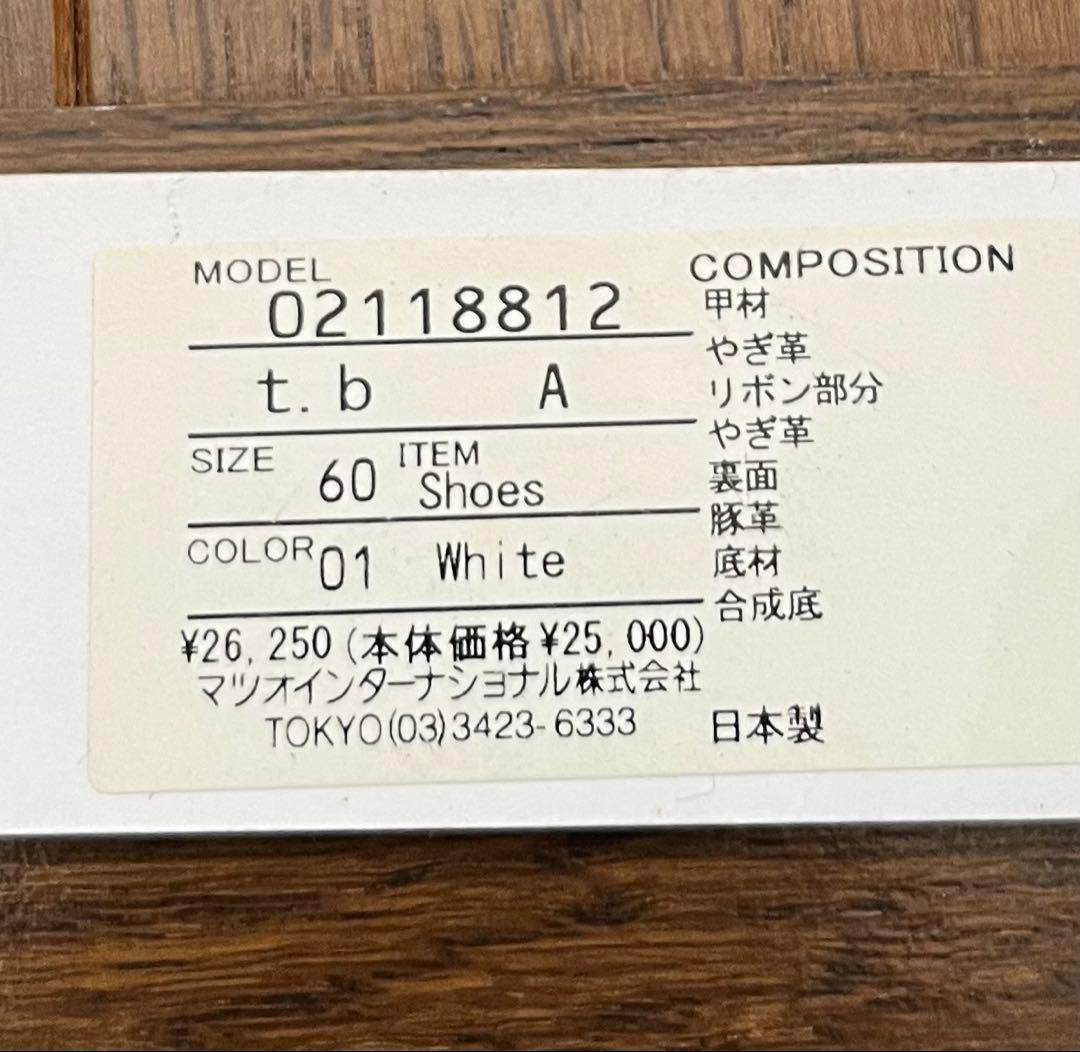 MODEL
02118812
t.b A
SIZE 60 ITEM Shoes
COLOR 01 White
¥26,250(本体価格¥25,000)
マツオインターナショナル株式会社
TOKYO(03)3423-6333
COMPOSITION
甲材
やぎ革
リボン部分
やぎ革
裏面
豚革
底材
合成底
日本製